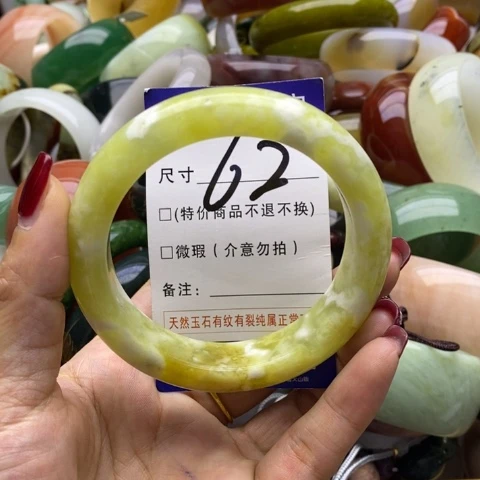 尺寸 62
□(特价商品不退不换)
□微瑕(介意勿拍)
备注:
天然玉石有纹有裂纯属正常